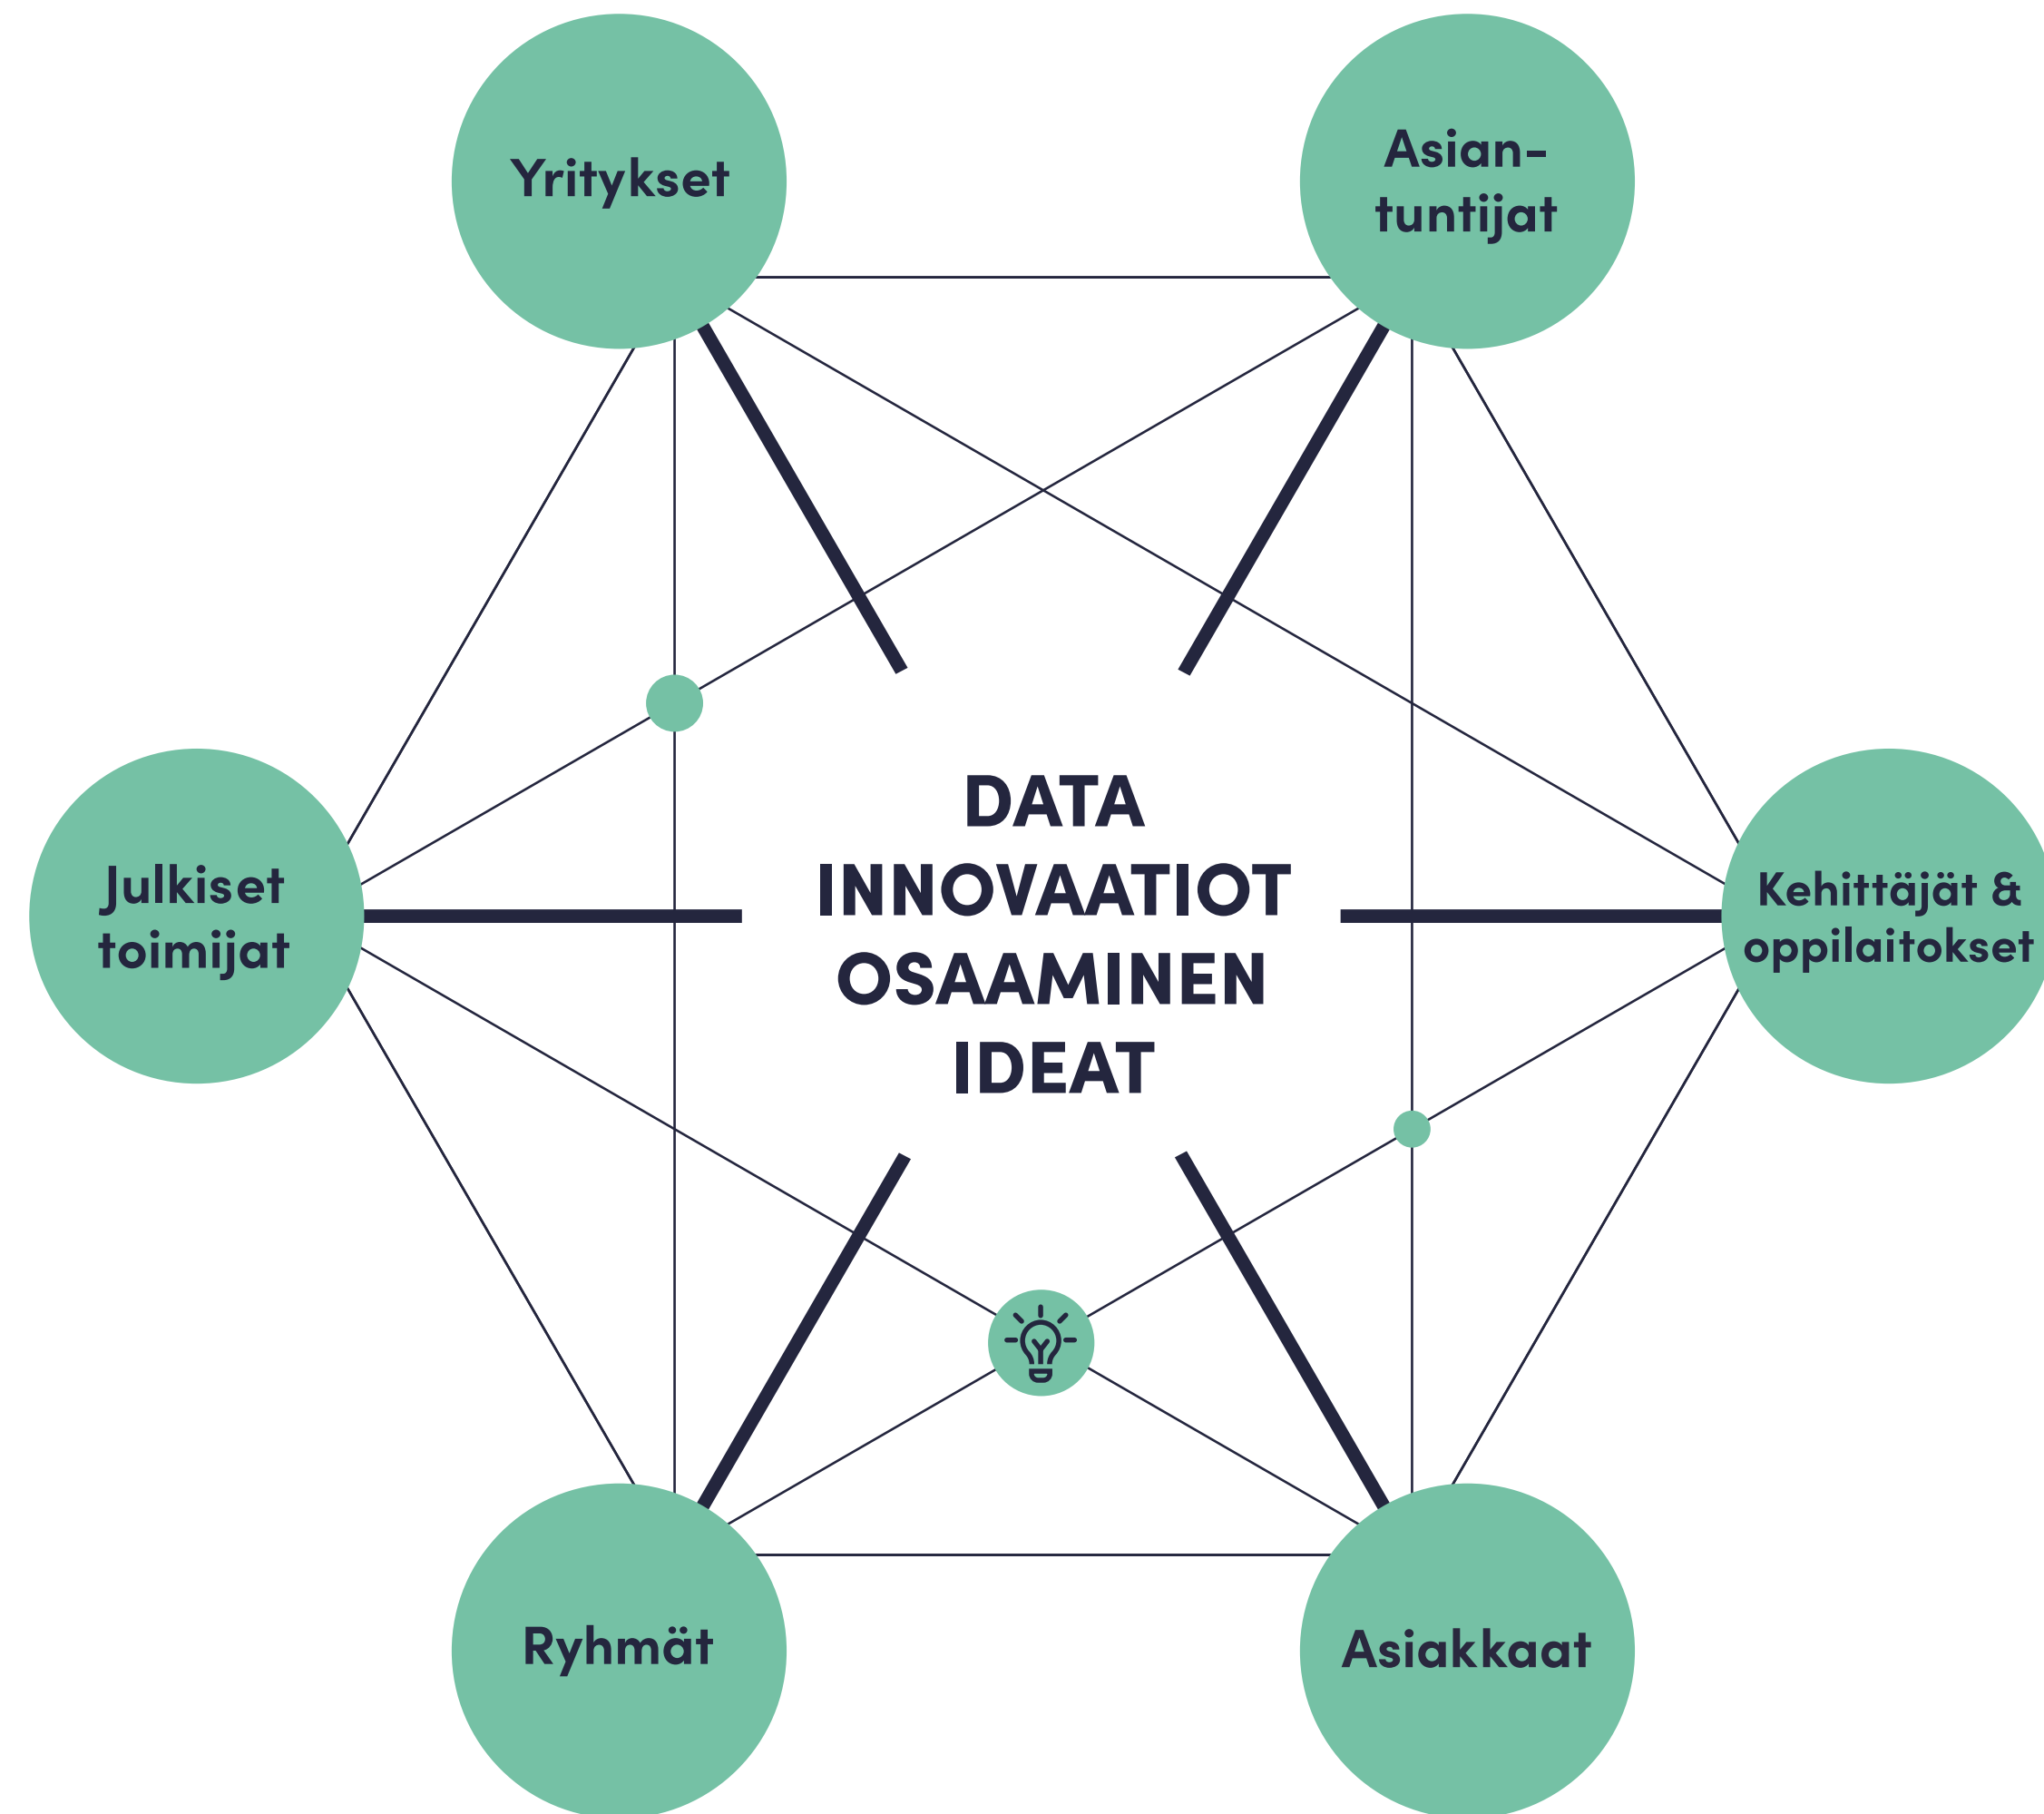 Yritykset
Asian-
tuntijat
Julkiset
toimijat
DATA
INNOVAATIOT
OSAAMINEN
IDEAT
Kehittäjät &
oppilaitokset
Ryhmät
Asiakkaat